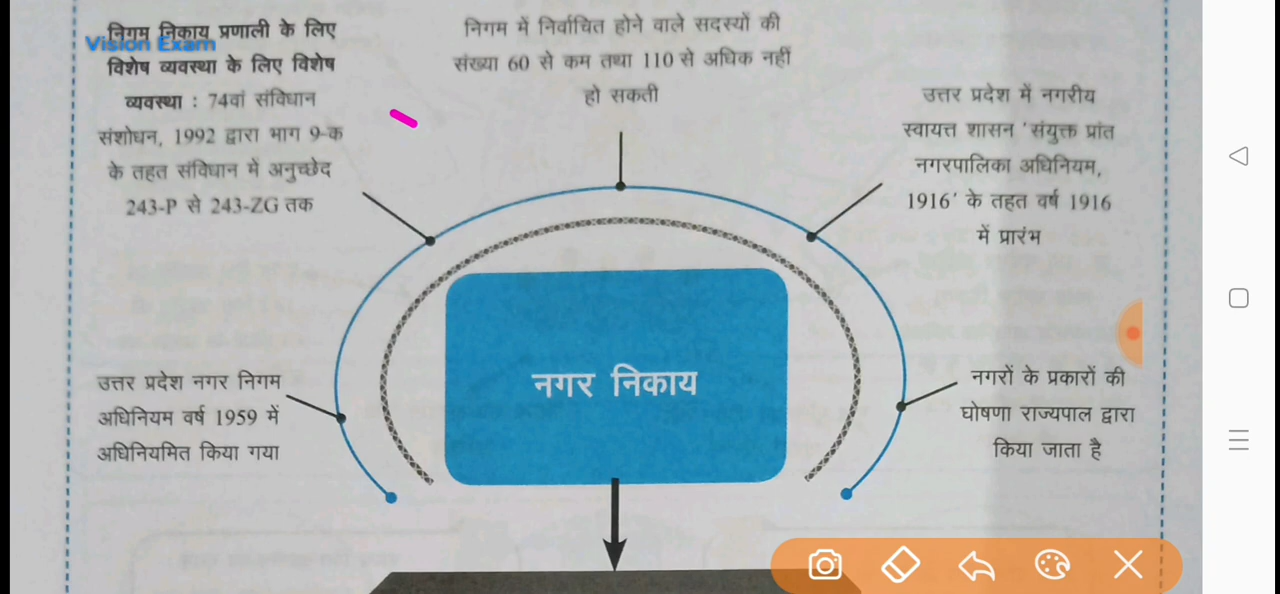 निगम निकाय प्रणाली के लिए
Vision Exam
विशेष व्यवस्था के लिए विशेष
व्यवस्था : 74वां संविधान
संशोधन, 1992 द्वारा भाग 9-क
के तहत संविधान में अनुच्छेद
243-P से 243-ZG तक
निगम में निर्वाचित होने वाले सदस्यों की
संख्या 60 से कम तथा 110 से अधिक नहीं
हो सकती
उत्तर प्रदेश में नगरीय
स्वायत्त शासन 'संयुक्त प्रांत
नगरपालिका अधिनियम,
1916' के तहत वर्ष 1916
में प्रारंभ
उत्तर प्रदेश नगर निगम
अधिनियम वर्ष 1959 में
अधिनियमित किया गया
नगर निकाय
नगरों के प्रकारों की
घोषणा राज्यपाल द्वारा
किया जाता है